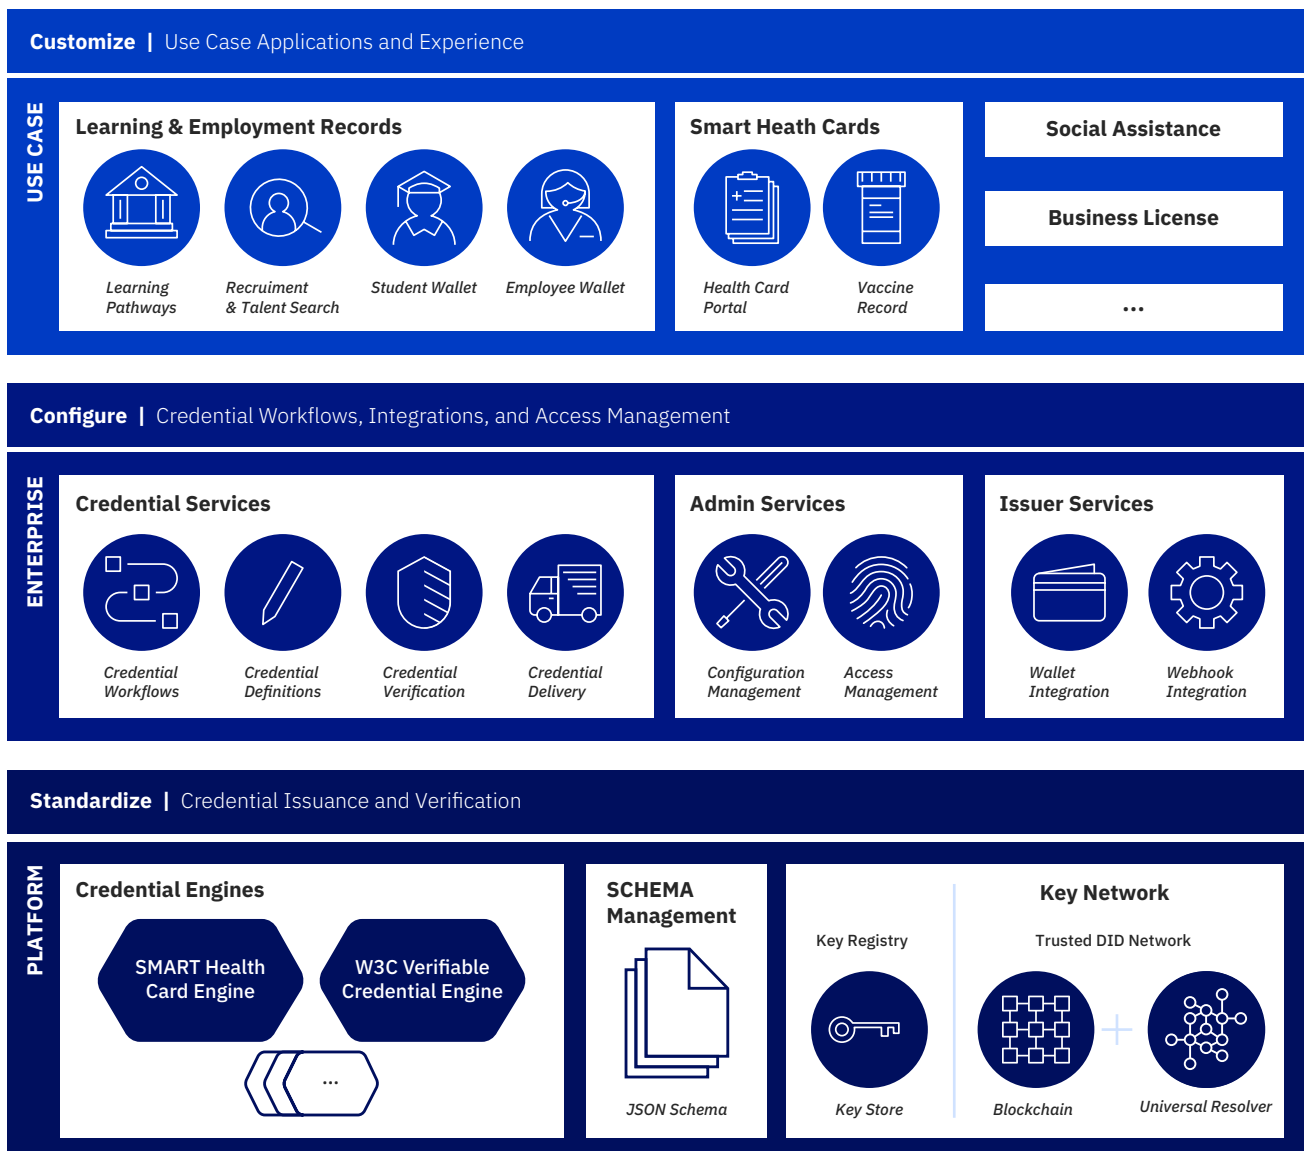 Customize | Use Case Applications and Experience
USE CASE
Learning & Employment Records
Learning
Pathways
Recruiment
& Talent Search
Student Wallet
Employee Wallet
Smart Heath Cards
Health Card
Portal
Vaccine
Record
Social Assistance
Business License
...
Configure | Credential Workflows, Integrations, and Access Management
ENTERPRISE
Credential Services
Credential
Workflows
Credential
Definitions
Credential
Verification
Credential
Delivery
Admin Services
Configuration
Management
Access
Management
Issuer Services
Wallet
Integration
Webhook
Integration
Standardize | Credential Issuance and Verification
PLATFORM
Credential Engines
SMART Health
Card Engine
W3C Verifiable
Credential Engine
...
SCHEMA
Management
JSON Schema
Key Registry
Key Store
Key Network
Trusted DID Network
Blockchain
Universal Resolver